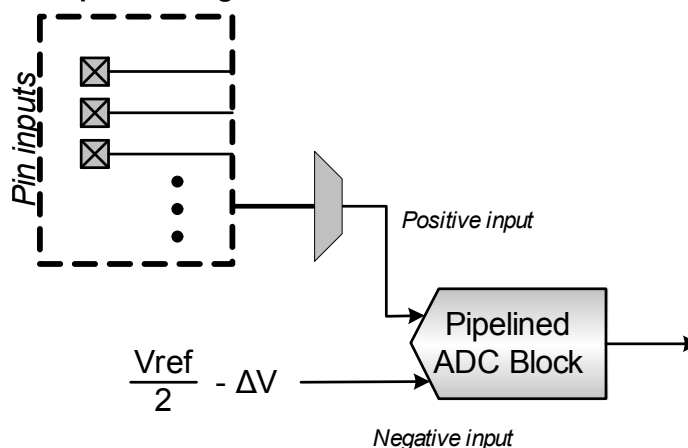 Pin inputs
Positive input
Pipelined
ADC Block
Vref
2
- ΔV
Negative input